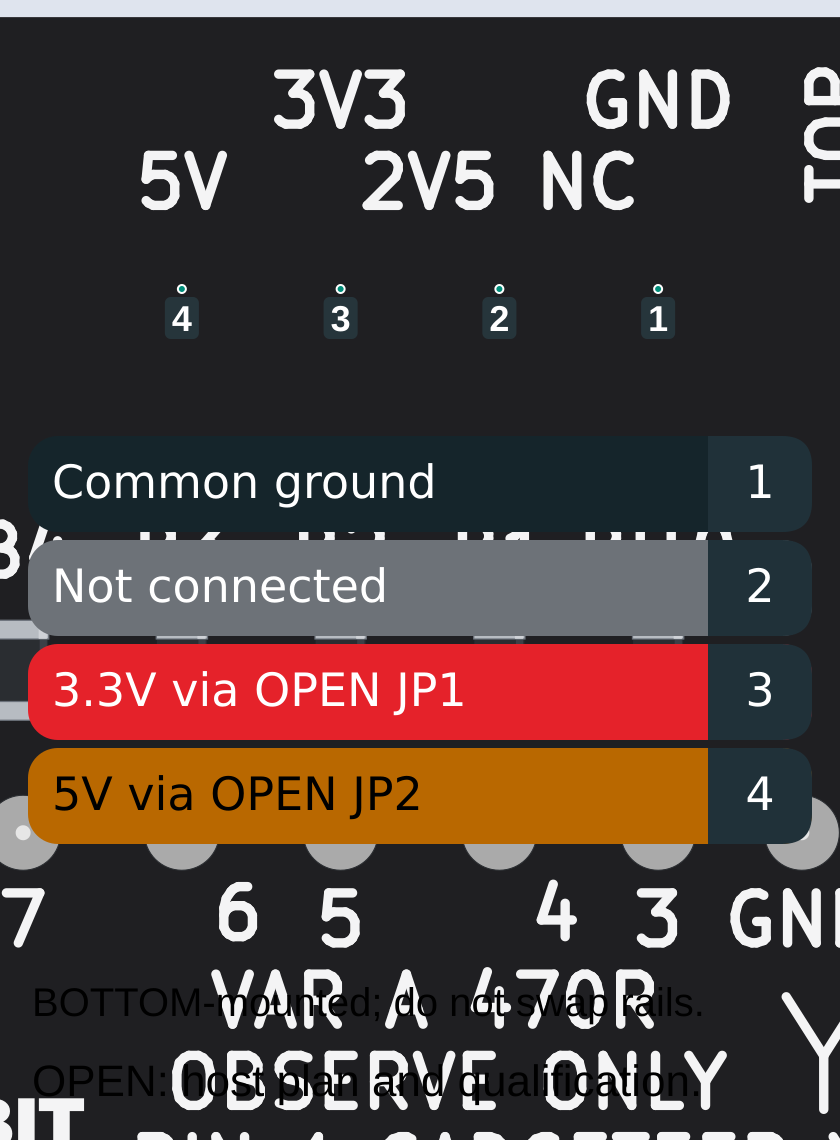 3V3 GND
5V 2V5 NC
TOP
4 3 2 1
Common ground 1
Not connected 2
3.3V via OPEN JP1 3
5V via OPEN JP2 4
7 6 5 4 3 GN
VAR A 470R
BOTTOM-mounted; do not swap rails.
OBSERVE ONLY
OPEN: host plan and qualification.
BIT